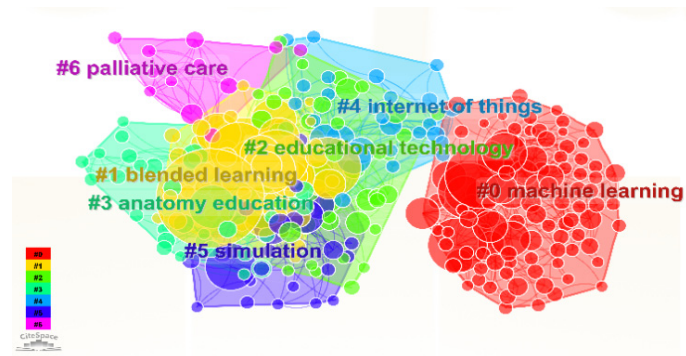 #6 palliative care
#4 internet of things
#2 educational technology
#1 blended learning
#0 machine learning
#3 anatomy education
#5 simulation
#0
#1
#2
#3
#4
#5
#6
CiteSpace